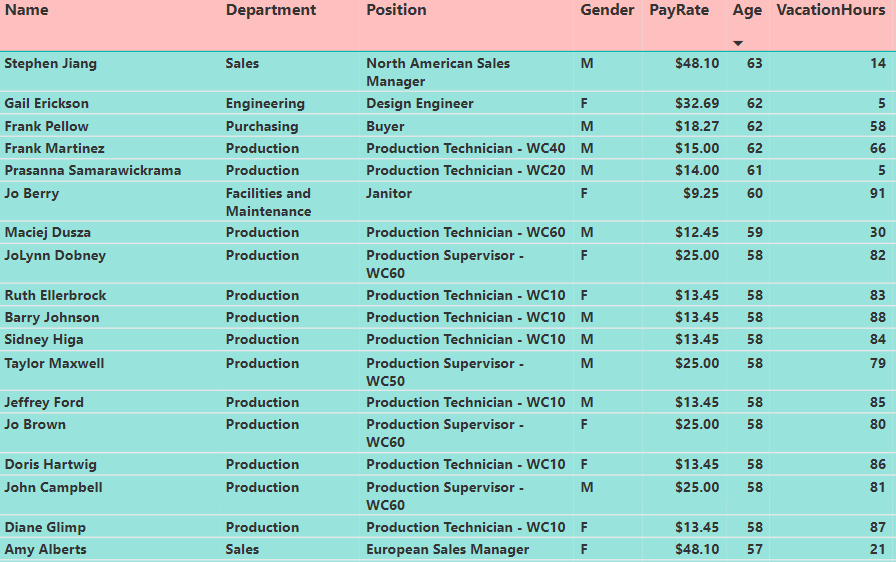 Name Department Position Gender PayRate Age VacationHours
Stephen Jiang Sales North American Sales M $48.10 63 14
Manager
Gail Erickson Engineering Design Engineer F $32.69 62 5
Frank Pellow Purchasing Buyer M $18.27 62 58
Frank Martinez Production Production Technician - WC40 M $15.00 62 66
Prasanna Samarawickrama Production Production Technician - WC20 M $14.00 61 5
Jo Berry Facilities and Janitor F $9.25 60 91
Maintenance
Maciej Dusza Production Production Technician - WC60 M $12.45 59 30
JoLynn Dobney Production Production Supervisor - F $25.00 58 82
WC60
Ruth Ellerbrock Production Production Technician - WC10 F $13.45 58 83
Barry Johnson Production Production Technician - WC10 M $13.45 58 88
Sidney Higa Production Production Technician - WC10 M $13.45 58 84
Taylor Maxwell Production Production Supervisor - M $25.00 58 79
WC50
Jeffrey Ford Production Production Technician - WC10 M $13.45 58 85
Jo Brown Production Production Supervisor - F $25.00 58 80
WC60
Doris Hartwig Production Production Technician - WC10 F $13.45 58 86
John Campbell Production Production Supervisor - M $25.00 58 81
WC60
Diane Glimp Production Production Technician - WC10 F $13.45 58 87
Amy Alberts Sales European Sales Manager F $48.10 57 21